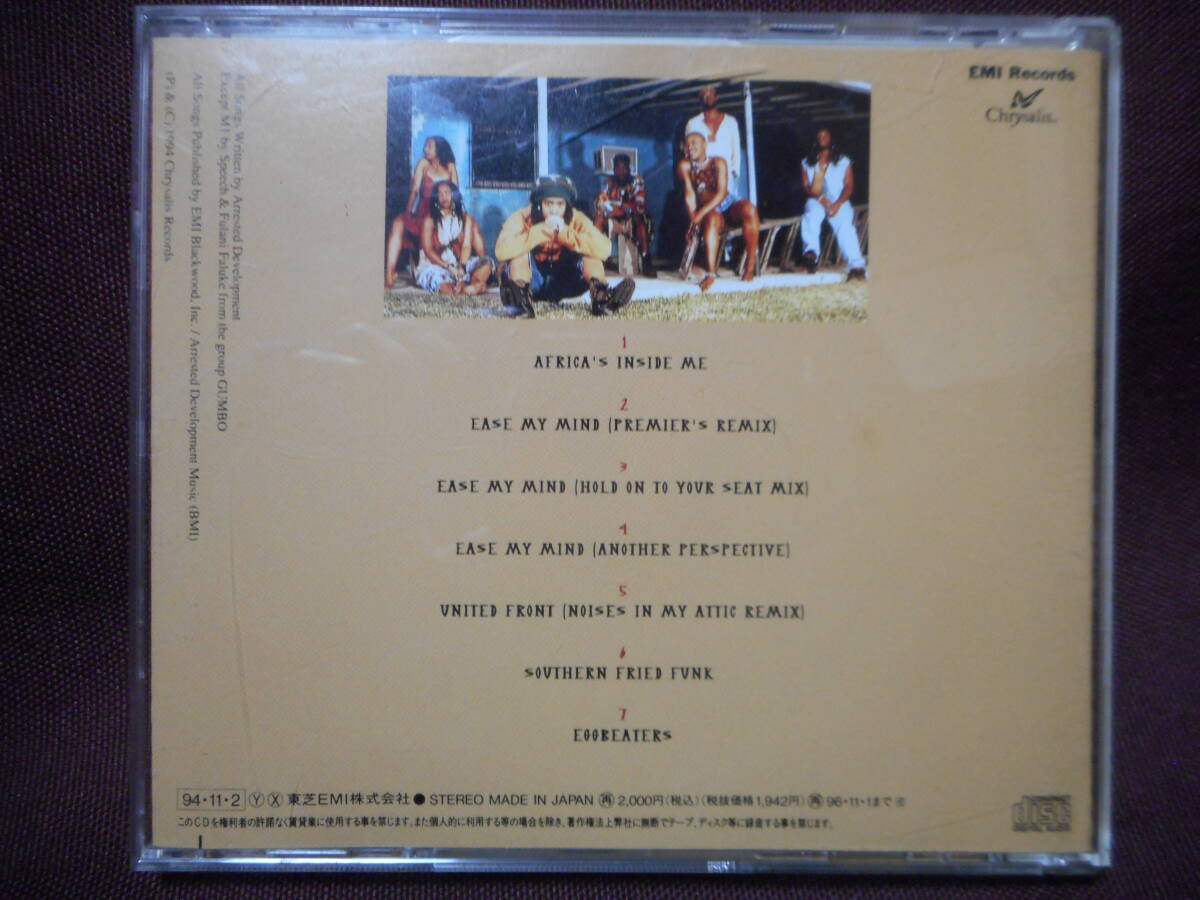 EMI Records
Chrysalis.
All Songs Written by Arrested Development
Except M1 by Speech & Fulani Faluke from the group GUMBO
All Songs Published by EMI Blackwood, Inc. / Arrested Development Music (BMI)
(P) & (C) 1994 Chrysalis Records
1
AFRICA'S INSIDE ME
2
EASE MY MIND (PREMIER'S REMIX)
3
EASE MY MIND (HOLD ON TO YOUR SEAT MIX)
4
EASE MY MIND (ANOTHER PERSPECTIVE)
5
UNITED FRONT (NOISES IN MY ATTIC REMIX)
6
SOUTHERN FRIED FUNK
7
EGGBEATERS
94・11・2 Ⓨ Ⓧ 東芝EMI株式会社● STEREO MADE IN JAPAN ㊖ 2,000円(税込)(税抜価格1,942円) ㊖ 96・11・1まで
このCDを権利者の許諾なく賃貸業に使用する事を禁じます。また個人的に利用する等の場合を除き、著作権法上弊社に無断でテープ、ディスク等に録音する事を禁じます。
COMPACT disc DIGITAL AUDIO